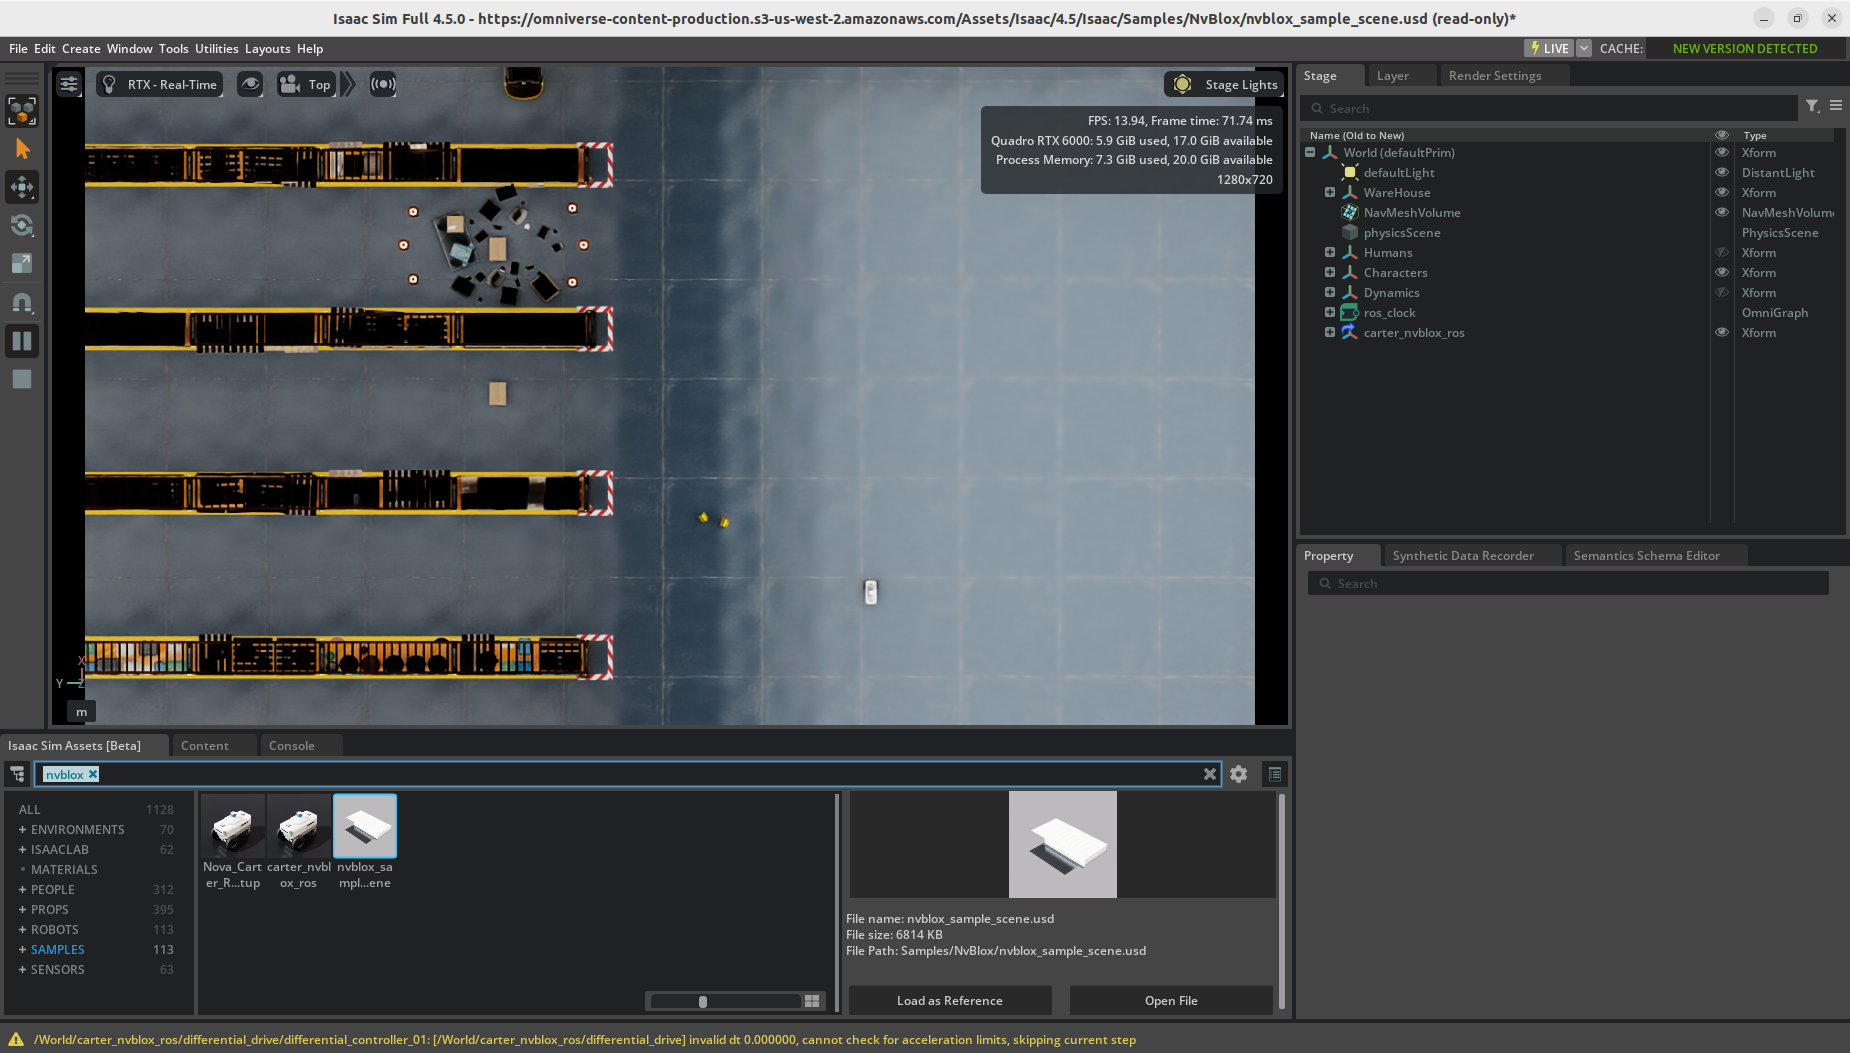 Isaac Sim Full 4.5.0 - https://omniverse-content-production.s3-us-west-2.amazonaws.com/Assets/Isaac/4.5/Isaac/Samples/NvBlox/nvblox_sample_scene.usd (read-only)*
File Edit Create Window Tools Utilities Layouts Help
LIVE
CACHE:
NEW VERSION DETECTED
RTX - Real-Time
Top
Stage Lights
FPS: 13.94, Frame time: 71.74 ms
Quadro RTX 6000: 5.9 GiB used, 17.0 GiB available
Process Memory: 7.3 GiB used, 20.0 GiB available
1280x720
X
Y
Z
m
Stage
Layer
Render Settings
Search
Name (Old to New)
Type
World (defaultPrim)
Xform
defaultLight
DistantLight
WareHouse
Xform
NavMeshVolume
NavMeshVolume
physicsScene
PhysicsScene
Humans
Xform
Characters
Xform
Dynamics
Xform
ros_clock
OmniGraph
carter_nvblox_ros
Xform
Property
Synthetic Data Recorder
Semantics Schema Editor
Search
Isaac Sim Assets [Beta]
Content
Console
nvblox
ALL 1128
+ ENVIRONMENTS 70
+ ISAACLAB 62
• MATERIALS
+ PEOPLE 312
+ PROPS 395
+ ROBOTS 113
+ SAMPLES 113
+ SENSORS 63
Nova_Cart
er_R...tup
carter_nvbl
ox_ros
nvblox_sa
mpl...ene
File name: nvblox_sample_scene.usd
File size: 6814 KB
File Path: Samples/NvBlox/nvblox_sample_scene.usd
Load as Reference
Open File
/World/carter_nvblox_ros/differential_drive/differential_controller_01: [/World/carter_nvblox_ros/differential_drive] invalid dt 0.000000, cannot check for acceleration limits, skipping current step